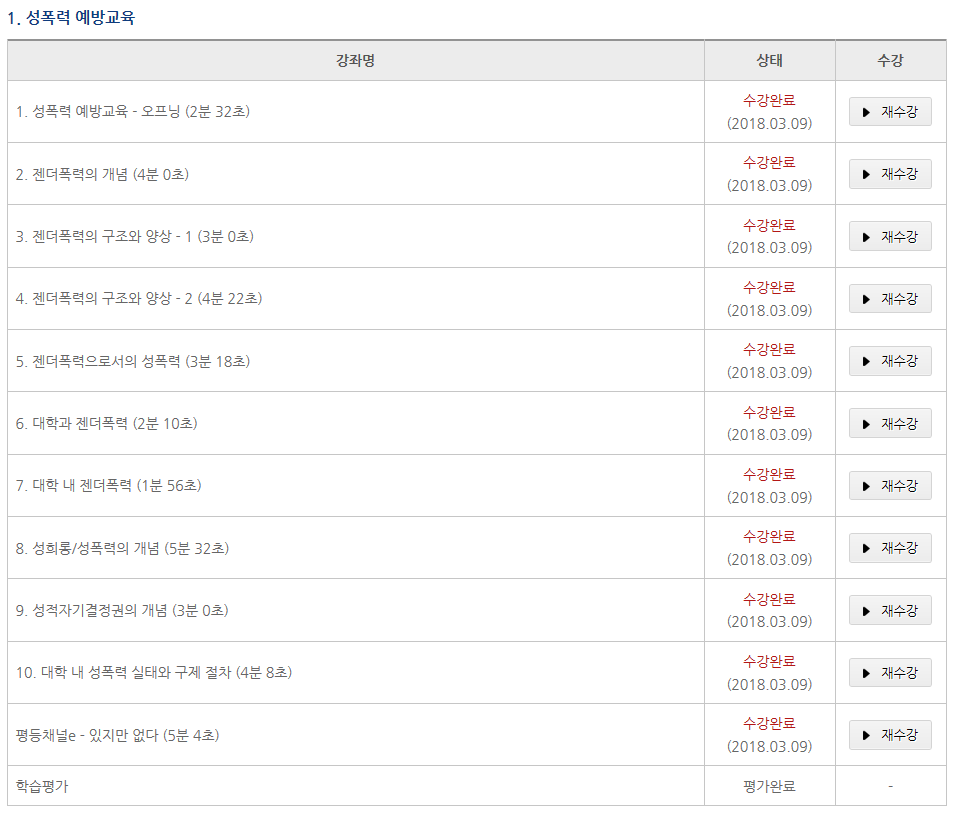 1. 성폭력 예방교육
강좌명 상태 수강
1. 성폭력 예방교육 - 오프닝 (2분 32초) 수강완료 (2018.03.09) 재수강
2. 젠더폭력의 개념 (4분 0초) 수강완료 (2018.03.09) 재수강
3. 젠더폭력의 구조와 양상 - 1 (3분 0초) 수강완료 (2018.03.09) 재수강
4. 젠더폭력의 구조와 양상 - 2 (4분 22초) 수강완료 (2018.03.09) 재수강
5. 젠더폭력으로서의 성폭력 (3분 18초) 수강완료 (2018.03.09) 재수강
6. 대학과 젠더폭력 (2분 10초) 수강완료 (2018.03.09) 재수강
7. 대학 내 젠더폭력 (1분 56초) 수강완료 (2018.03.09) 재수강
8. 성희롱/성폭력의 개념 (5분 32초) 수강완료 (2018.03.09) 재수강
9. 성적자기결정권의 개념 (3분 0초) 수강완료 (2018.03.09) 재수강
10. 대학 내 성폭력 실태와 구제 절차 (4분 8초) 수강완료 (2018.03.09) 재수강
평등채널e - 있지만 없다 (5분 4초) 수강완료 (2018.03.09) 재수강
학습평가 평가완료 -